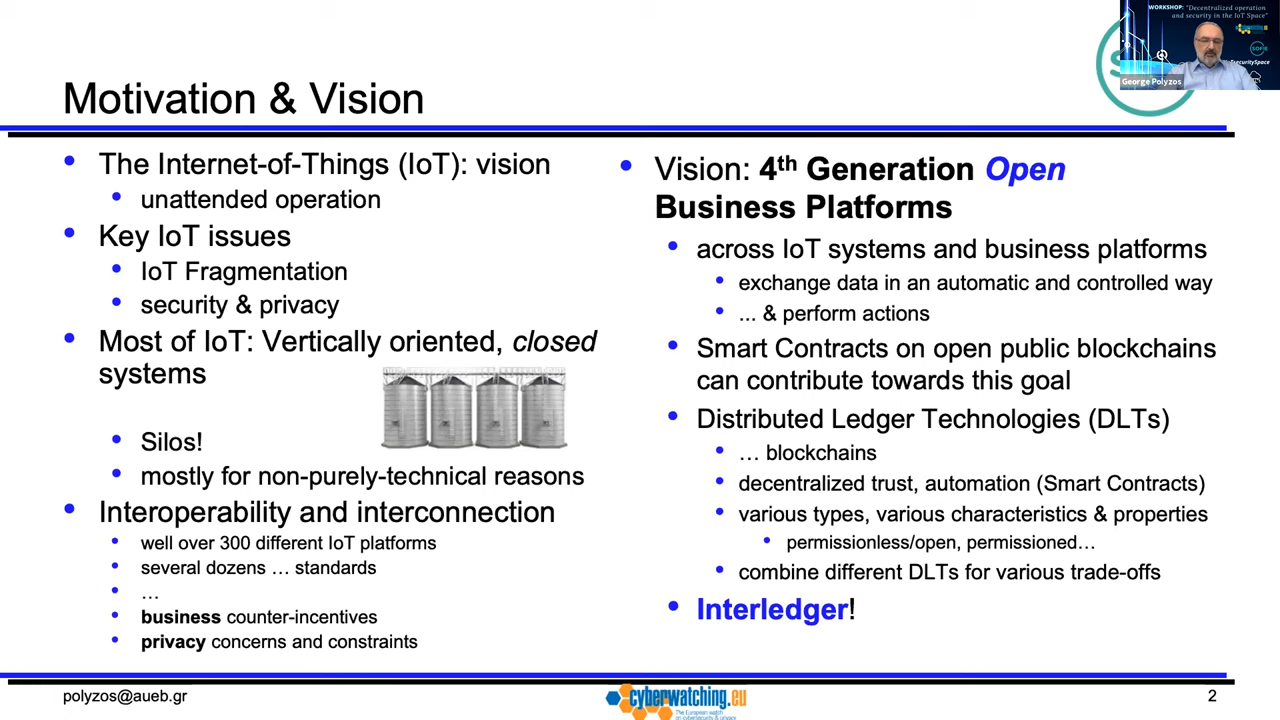 WORKSHOP: "Decentralized operation
and security in the IoT Space"
George Polyzos
Motivation & Vision
• The Internet-of-Things (IoT): vision
• unattended operation
• Key IoT issues
• IoT Fragmentation
• security & privacy
• Most of IoT: Vertically oriented, closed
systems
• Silos!
• mostly for non-purely-technical reasons
• Interoperability and interconnection
• well over 300 different IoT platforms
• several dozens … standards
• …
• business counter-incentives
• privacy concerns and constraints
• Vision: 4th Generation Open
Business Platforms
• across IoT systems and business platforms
• exchange data in an automatic and controlled way
• ... & perform actions
• Smart Contracts on open public blockchains
can contribute towards this goal
• Distributed Ledger Technologies (DLTs)
• … blockchains
• decentralized trust, automation (Smart Contracts)
• various types, various characteristics & properties
• permissionless/open, permissioned…
• combine different DLTs for various trade-offs
• Interledger!
polyzos@aueb.gr
cyberwatching.eu
The European watch
on cybersecurity & privacy
2